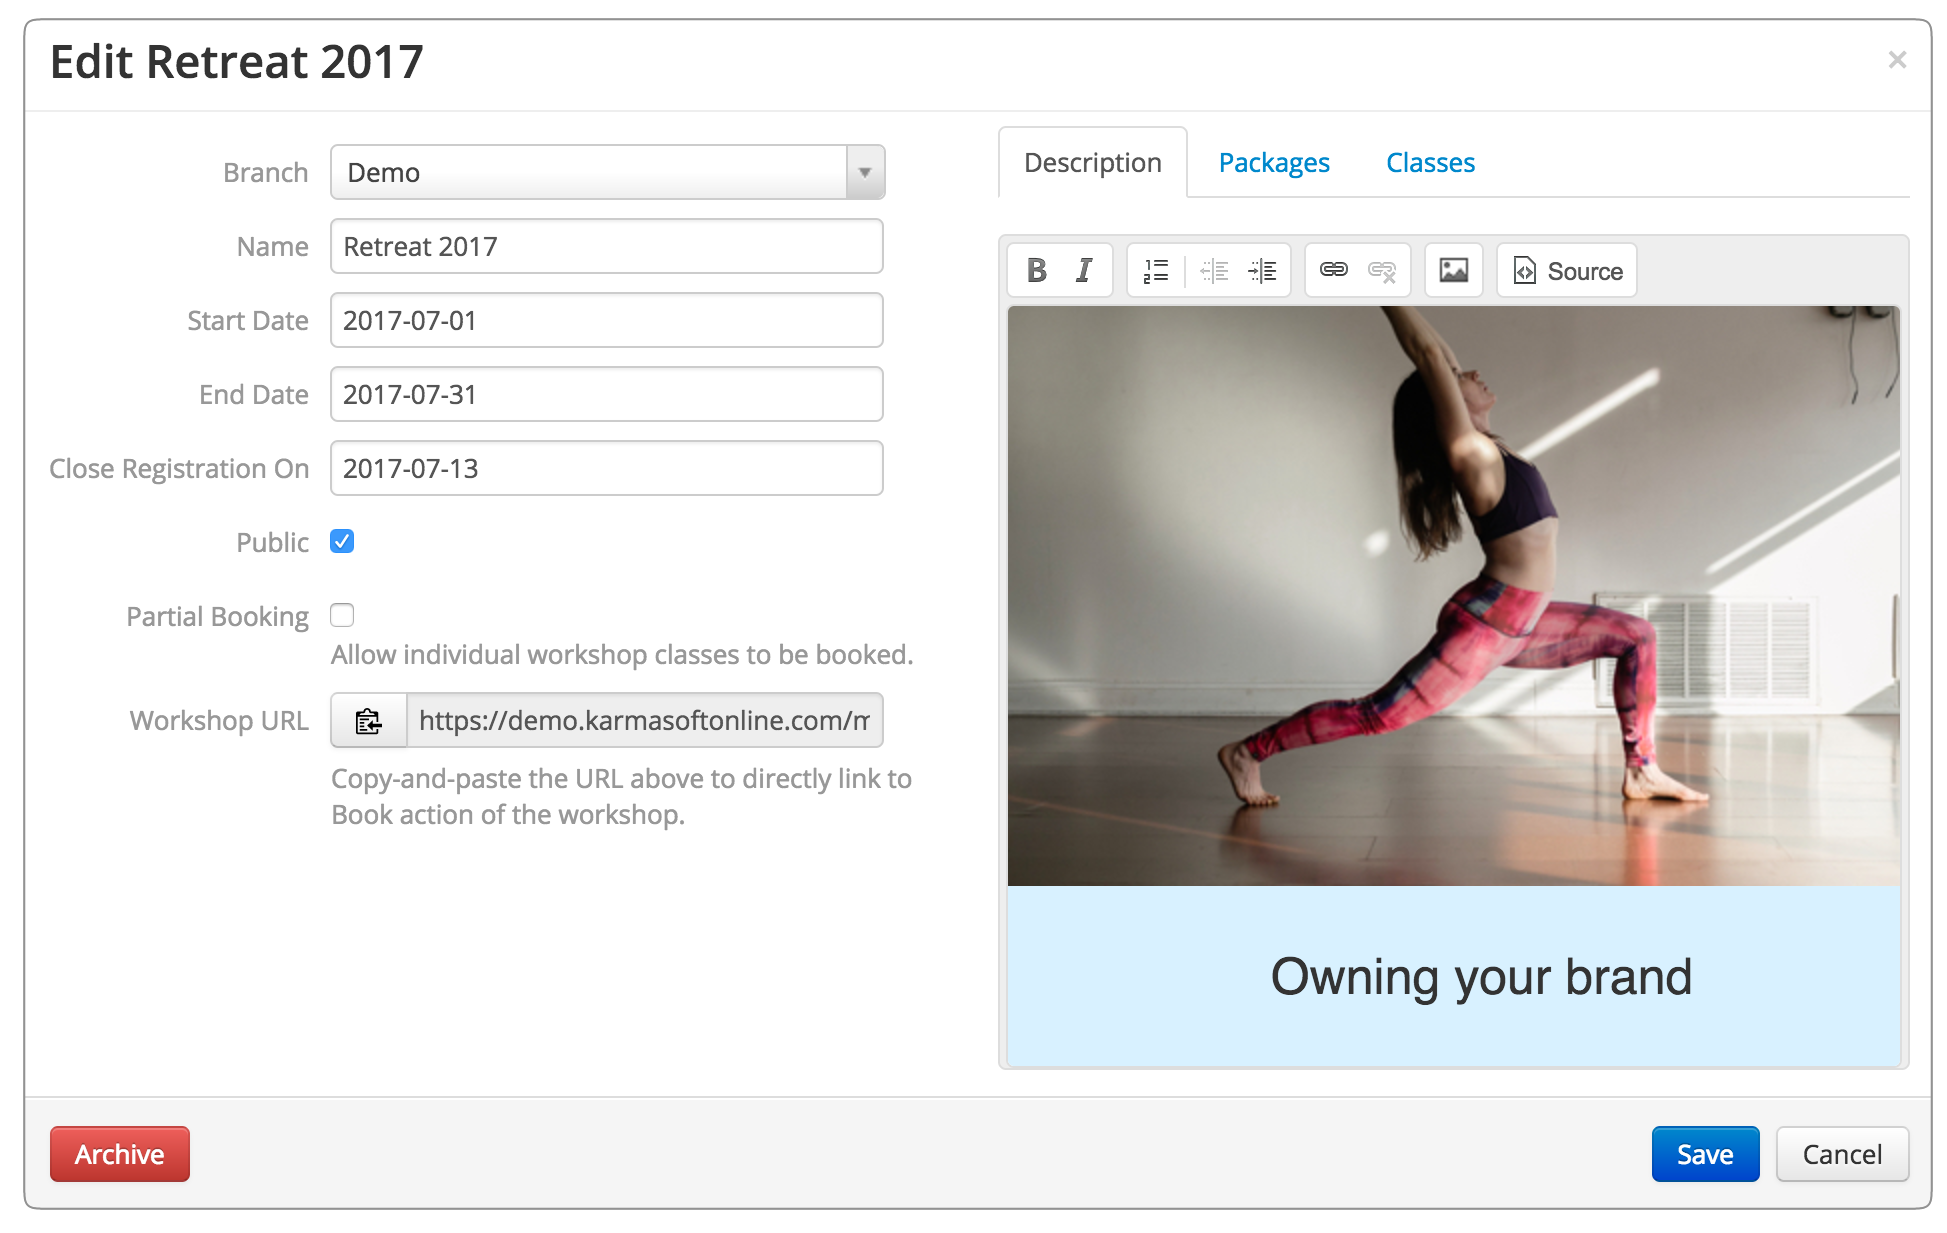 Edit Retreat 2017
×
Branch
Demo
Name
Retreat 2017
Start Date
2017-07-01
End Date
2017-07-31
Close Registration On
2017-07-13
Public
Partial Booking
Allow individual workshop classes to be booked.
Workshop URL
https://demo.karmasoftonline.com/m
Copy-and-paste the URL above to directly link to
Book action of the workshop.
Description
Packages
Classes
B I
Source
Owning your brand
Archive
Save
Cancel